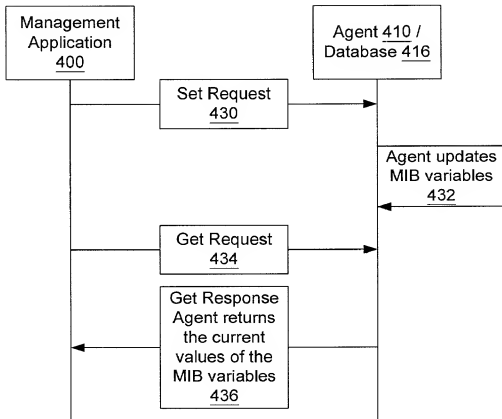 Management
Application
400
Agent 410 /
Database 416
Set Request
430
Agent updates
MIB variables
432
Get Request
434
Get Response
Agent returns
the current
values of the
MIB variables
436